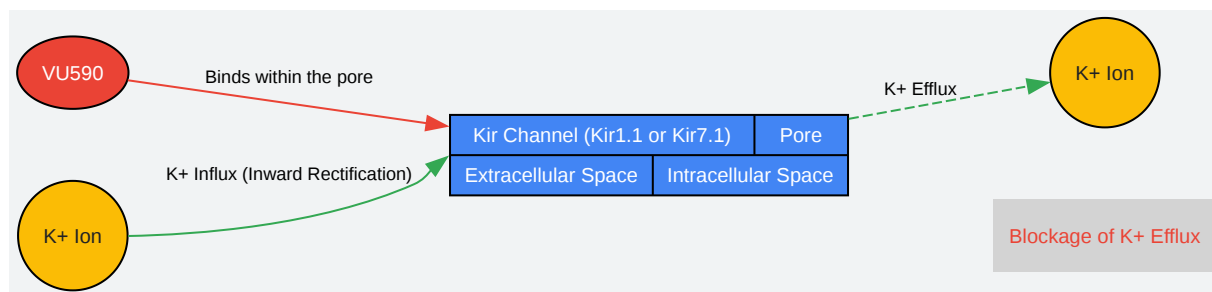 VU590
Binds within the pore
K+ Ion
K+ Efflux
Kir Channel (Kir1.1 or Kir7.1)
Pore
K+ Influx (Inward Rectification)
Extracellular Space
Intracellular Space
K+ Ion
Blockage of K+ Efflux